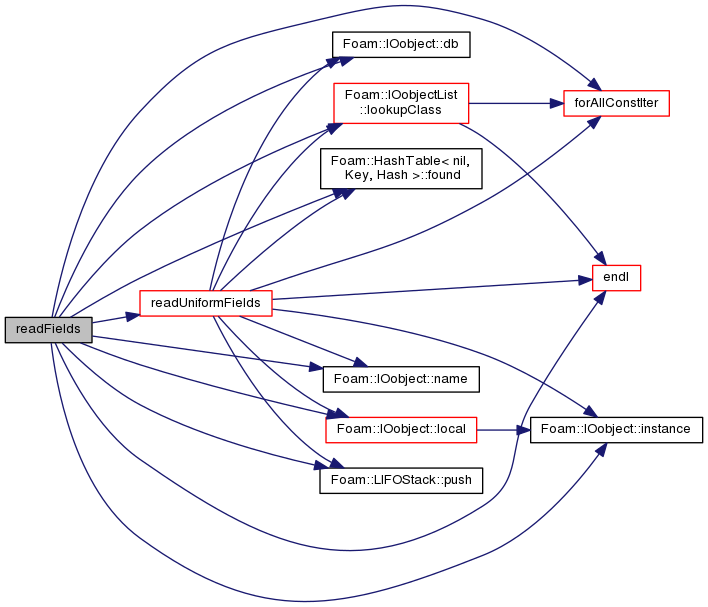 Foam::IOobject::db
Foam::IOobjectList
::lookupClass
forAllConstIter
Foam::HashTable< nil,
Key, Hash >::found
endl
readUniformFields
readFields
Foam::IOobject::name
Foam::IOobject::local
Foam::IOobject::instance
Foam::LIFOStack::push